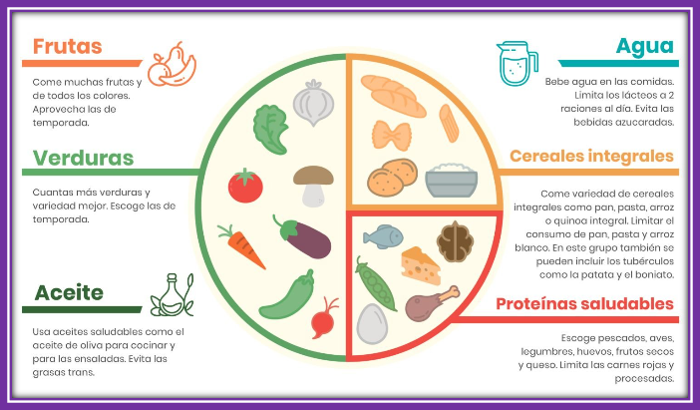 Frutas
Come muchas frutas y
de todos los colores.
Aprovecha las de
temporada.
Verduras
Cuantas más verduras y
variedad mejor. Escoge las de
temporada.
Aceite
Usa aceites saludables como el
aceite de oliva para cocinar y
para las ensaladas. Evita las
grasas trans.
Agua
Bebe agua en las comidas.
Limita los lácteos a 2
raciones al día. Evita las
bebidas azucaradas.
Cereales integrales
Come variedad de cereales
integrales como pan, pasta, arroz
o quinoa integral. Limitar el
consumo de pan, pasta y arroz
blanco. En este grupo también se
pueden incluir los tubérculos
como la patata y el boniato.
Proteínas saludables
Escoge pescados, aves,
legumbres, huevos, frutos secos
y queso. Limita las carnes rojas y
procesadas.